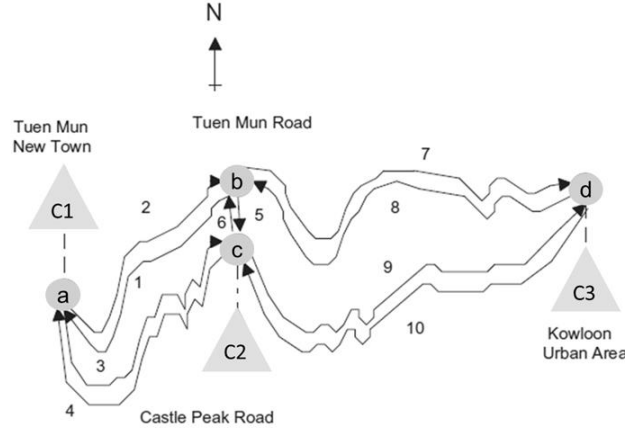 N
Tuen Mun
New Town
Tuen Mun Road
C1
2
b
7
d
6
5
8
c
1
a
9
C3
3
10
C2
4
Kowloon
Urban Area
Castle Peak Road